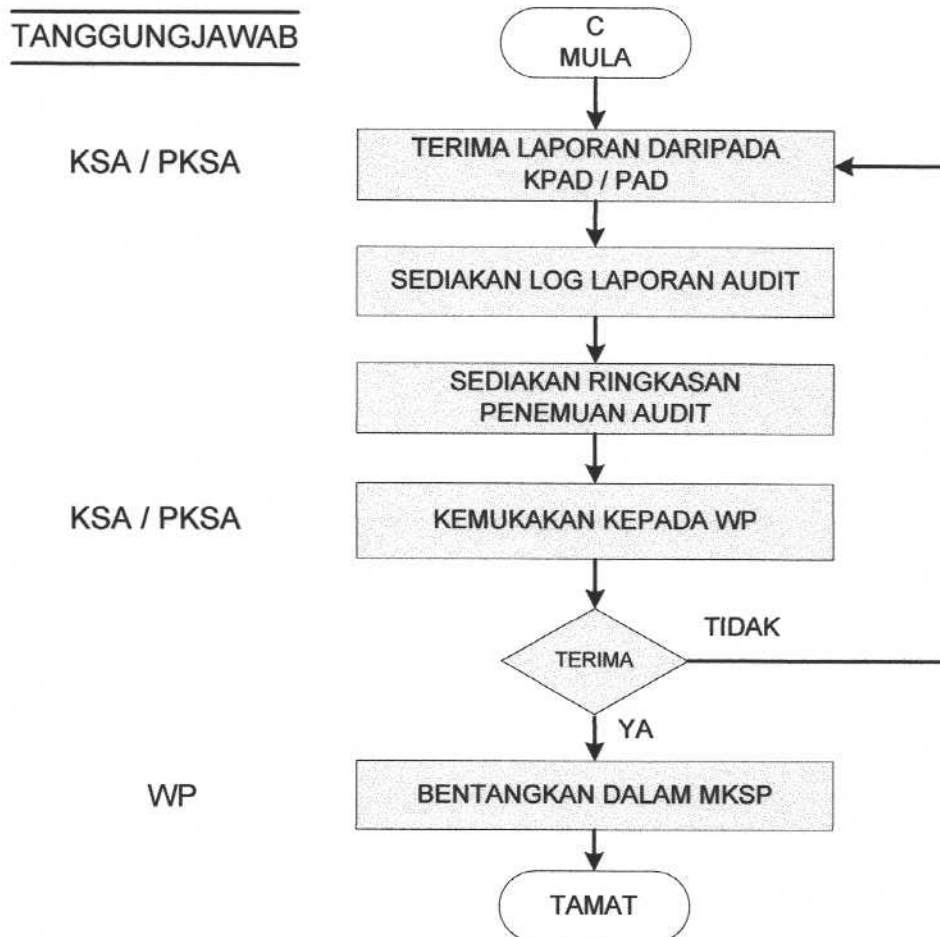 TANGGUNGJAWAB
C
MULA
KSA / PKSA
TERIMA LAPORAN DARIPADA
KPAD / PAD
SEDIAKAN LOG LAPORAN AUDIT
SEDIAKAN RINGKASAN
PENEMUAN AUDIT
KSA / PKSA
KEMUKAKAN KEPADA WP
TERIMA
TIDAK
YA
WP
BENTANGKAN DALAM MKSP
TAMAT